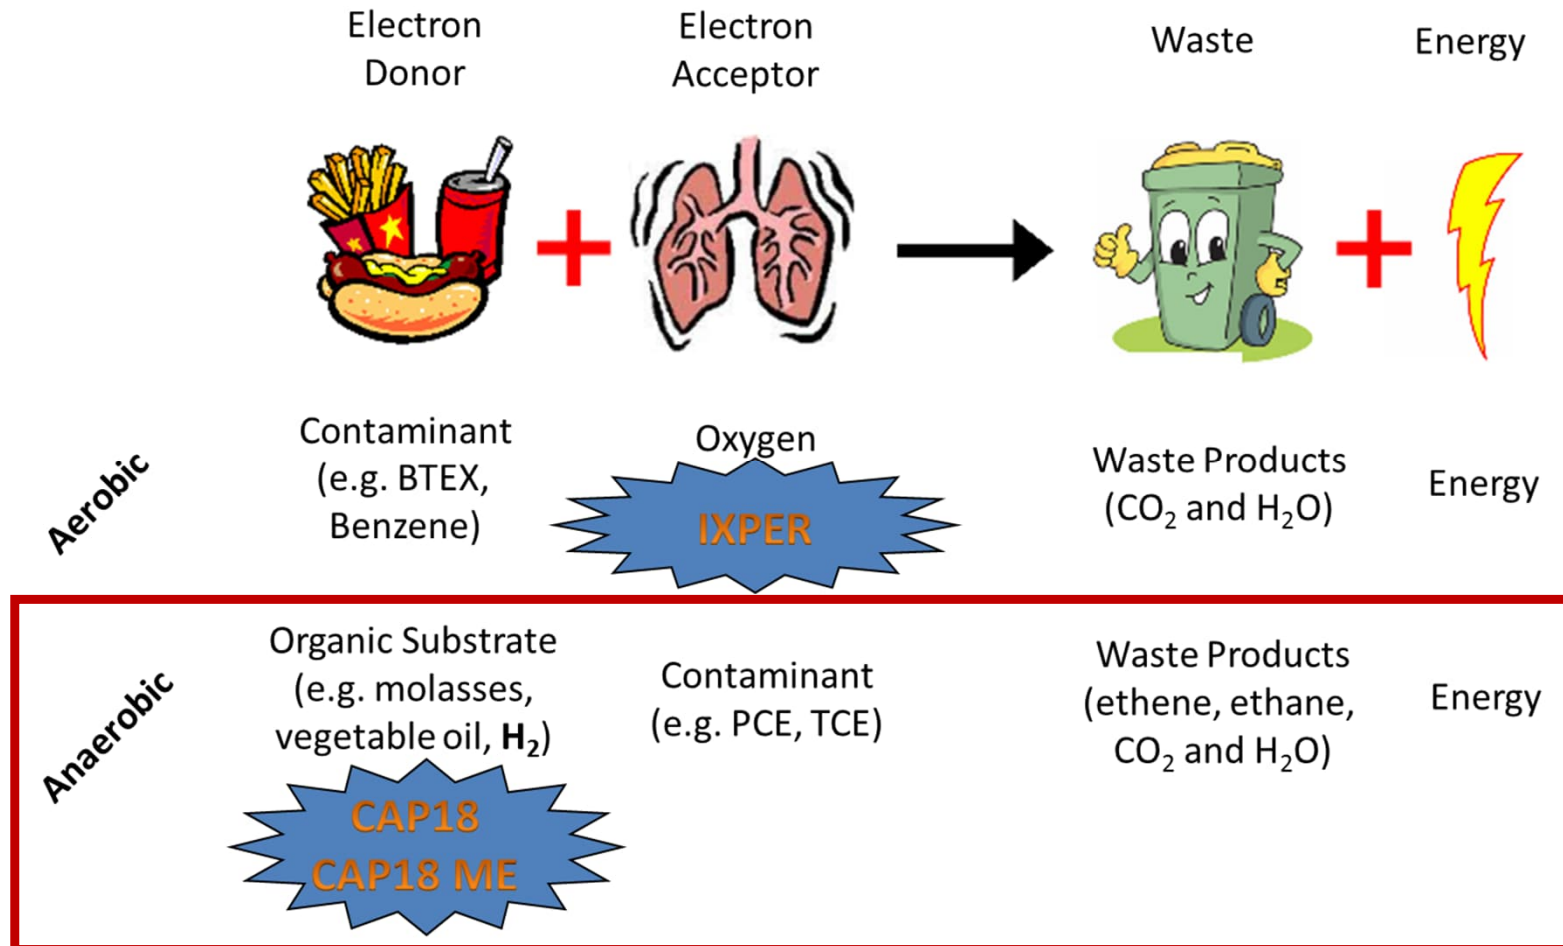 Electron
Donor
Electron
Acceptor
Waste
Energy
Aerobic
Contaminant
(e.g. BTEX,
Benzene)
Oxygen
IXPER
Waste Products
(CO₂ and H₂O)
Energy
Anaerobic
Organic Substrate
(e.g. molasses,
vegetable oil, H₂)
CAP18
CAP18 ME
Contaminant
(e.g. PCE, TCE)
Waste Products
(ethene, ethane,
CO₂ and H₂O)
Energy